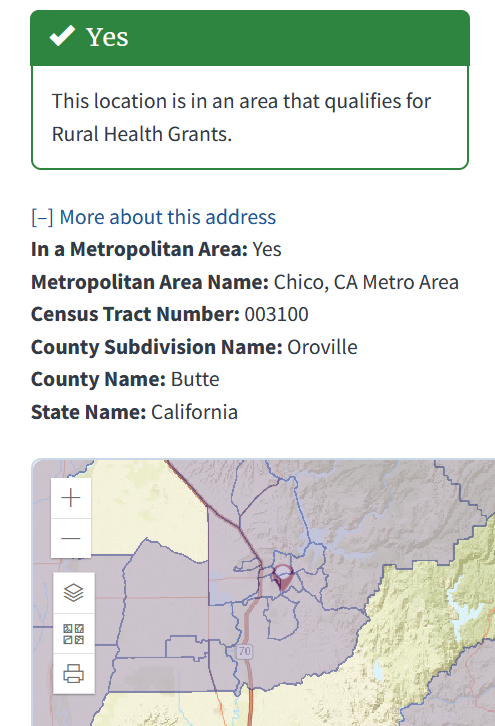 Yes
This location is in an area that qualifies for
Rural Health Grants.
[–] More about this address
In a Metropolitan Area: Yes
Metropolitan Area Name: Chico, CA Metro Area
Census Tract Number: 003100
County Subdivision Name: Oroville
County Name: Butte
State Name: California
70